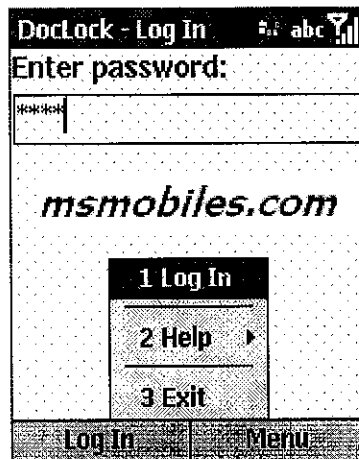 DocLock - Log In abc
Enter password:
****
msmobiles.com
1 Log In
2 Help
3 Exit
Log In Menu